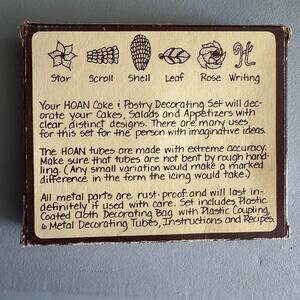 Star Scroll Shell Leaf Rose Writing
Your HOAN Cake & Pastry Decorating Set will dec-
orate your Cakes, Salads and Appetizers with
clear, distinct designs. There are many uses
for this set for the person with imaginative ideas.
The HOAN tubes are made with extreme accuracy.
Make sure that tubes are not bent by rough hand-
ling. (Any small variation would make a marked
difference in the form the icing would take.)
All metal parts are rust-proof and will last in-
definitely if used with care. Set includes Plastic
Coated Cloth Decorating Bag with Plastic Coupling,
6 Metal Decorating Tubes, Instructions and Recipes.